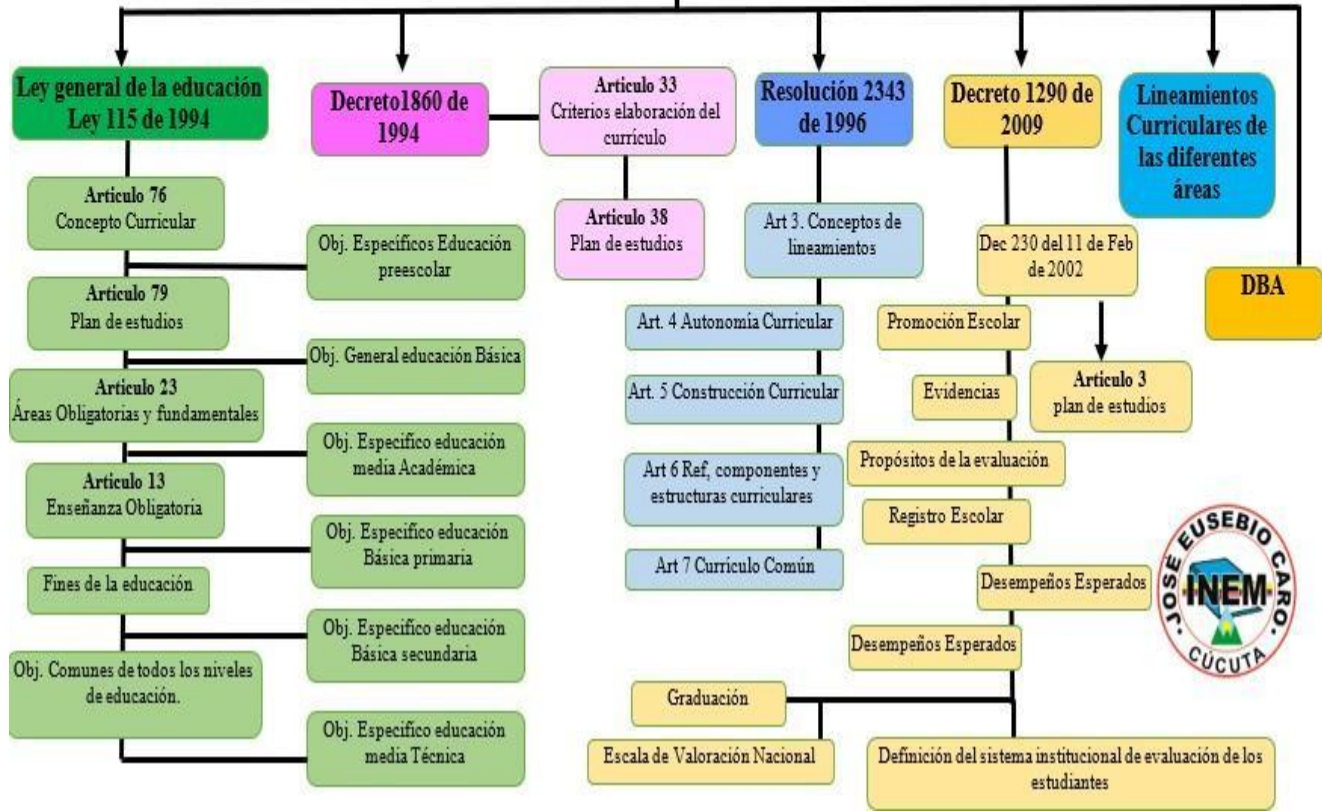 Ley general de la educación
Ley 115 de 1994
Articulo 76
Concepto Curricular
Articulo 79
Plan de estudios
Articulo 23
Áreas Obligatorias y fundamentales
Articulo 13
Enseñanza Obligatoria
Fines de la educación
Obj. Comunes de todos los niveles
de educación.
Obj. Específicos Educación
preescolar
Obj. General educación Básica
Obj. Especifico educación
media Académica
Obj. Especifico educación
Básica primaria
Obj. Especifico educación
Básica secundaria
Obj. Especifico educación
media Técnica
Decreto1860 de
1994
Articulo 33
Criterios elaboración del
currículo
Articulo 38
Plan de estudios
Resolución 2343
de 1996
Art 3. Conceptos de
lineamientos
Art. 4 Autonomía Curricular
Art. 5 Construcción Curricular
Art 6 Ref, componentes y
estructuras curriculares
Art 7 Currículo Común
Decreto 1290 de
2009
Dec 230 del 11 de Feb
de 2002
Articulo 3
plan de estudios
Promoción Escolar
Evidencias
Propósitos de la evaluación
Registro Escolar
Desempeños Esperados
Desempeños Esperados
Graduación
Escala de Valoración Nacional
Definición del sistema institucional de evaluación de los
estudiantes
Lineamientos
Curriculares de
las diferentes
áreas
DBA
JOSÉ EUSEBIO CARO
INEM
CÚCUTA